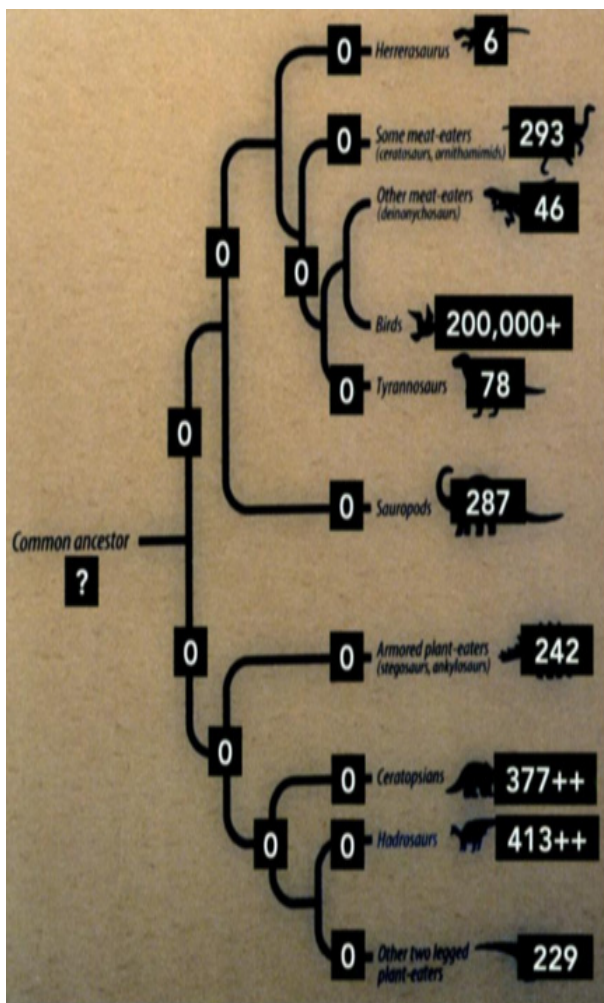 0 Herrerasaurus 6
0 Some meat-eaters 293
(ceratosaurs, ornithomimids)
Other meat-eaters 46
(deinonychosaurs)
0
0
Birds 200,000+
0 Tyrannosaurs 78
0
0 Sauropods 287
Common ancestor
?
0
0 Armored plant-eaters 242
(stegosaurs, ankylosaurs)
0
0 Ceratopsians 377++
0
0 Hadrosaurs 413++
0 Other two legged 229
plant-eaters